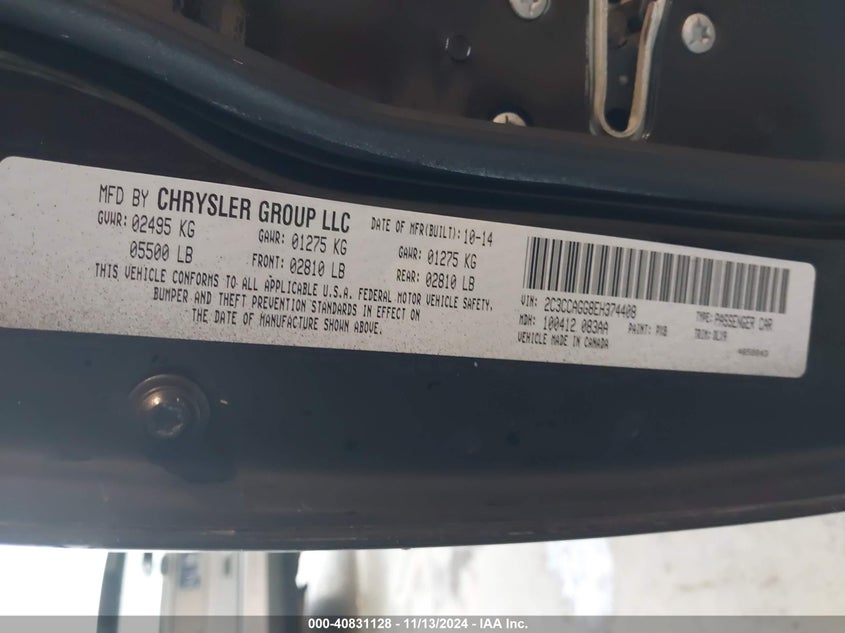 MFD BY CHRYSLER GROUP LLC
DATE OF MFR(BUILT): 10-14
GVWR: 02495 KG
GAWR: 01275 KG
GAWR: 01275 KG
05500 LB
FRONT: 02810 LB
REAR: 02810 LB
THIS VEHICLE CONFORMS TO ALL APPLICABLE U.S.A. FEDERAL MOTOR VEHICLE SAFETY,
BUMPER AND THEFT PREVENTION STANDARDS IN EFFECT ON
THE DATE OF MANUFACTURE SHOWN ABOVE.
VIN: 2C3CCAGG8EH374408
TYPE: PASSENGER CAR
MDH: 100412 083AA
PAINT: PX8
TRIM: DLX9
VEHICLE MADE IN CANADA
000-40831128 | 11/13/2024 - IAA Inc.